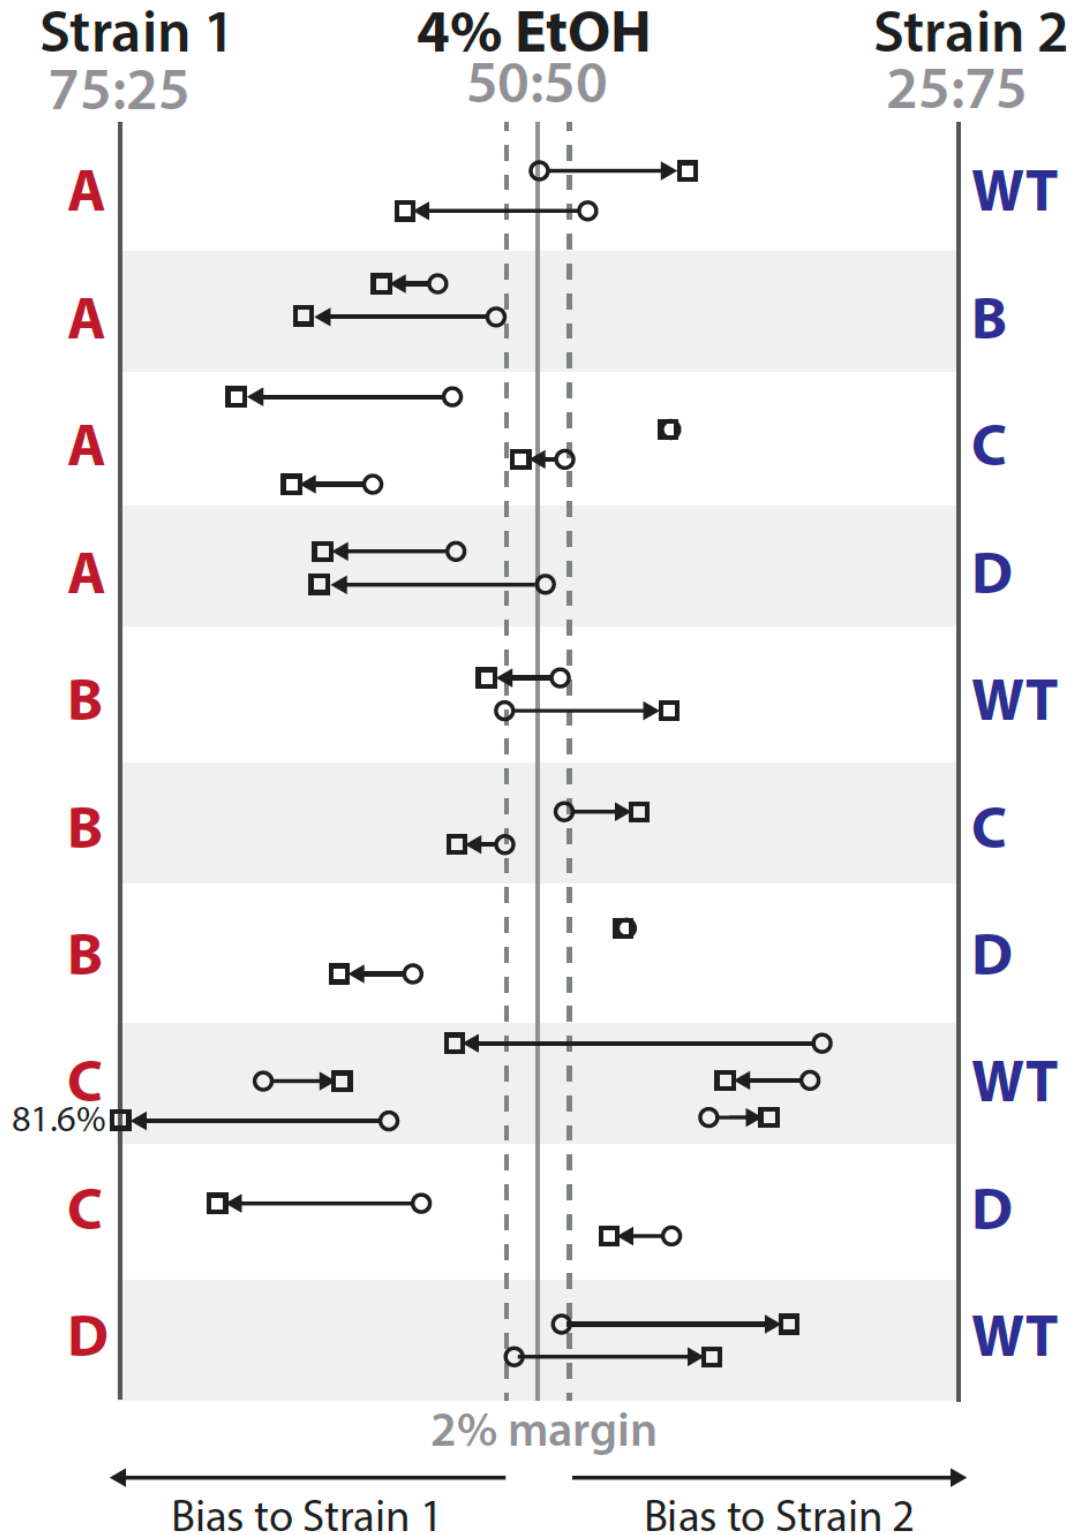 Strain 1 4% EtOH Strain 2
75:25 50:50 25:75
A WT
A B
A C
A D
B WT
B C
B D
C WT
81.6%
C D
D WT
2% margin
Bias to Strain 1 Bias to Strain 2